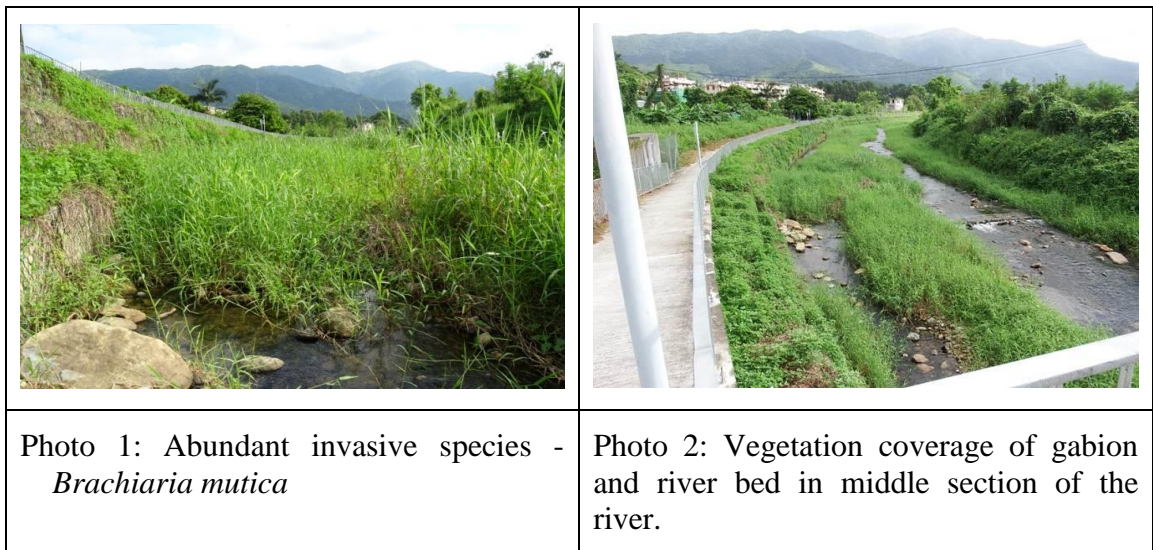 Photo 1: Abundant invasive species -
Brachiaria mutica
Photo 2: Vegetation coverage of gabion
and river bed in middle section of the
river.